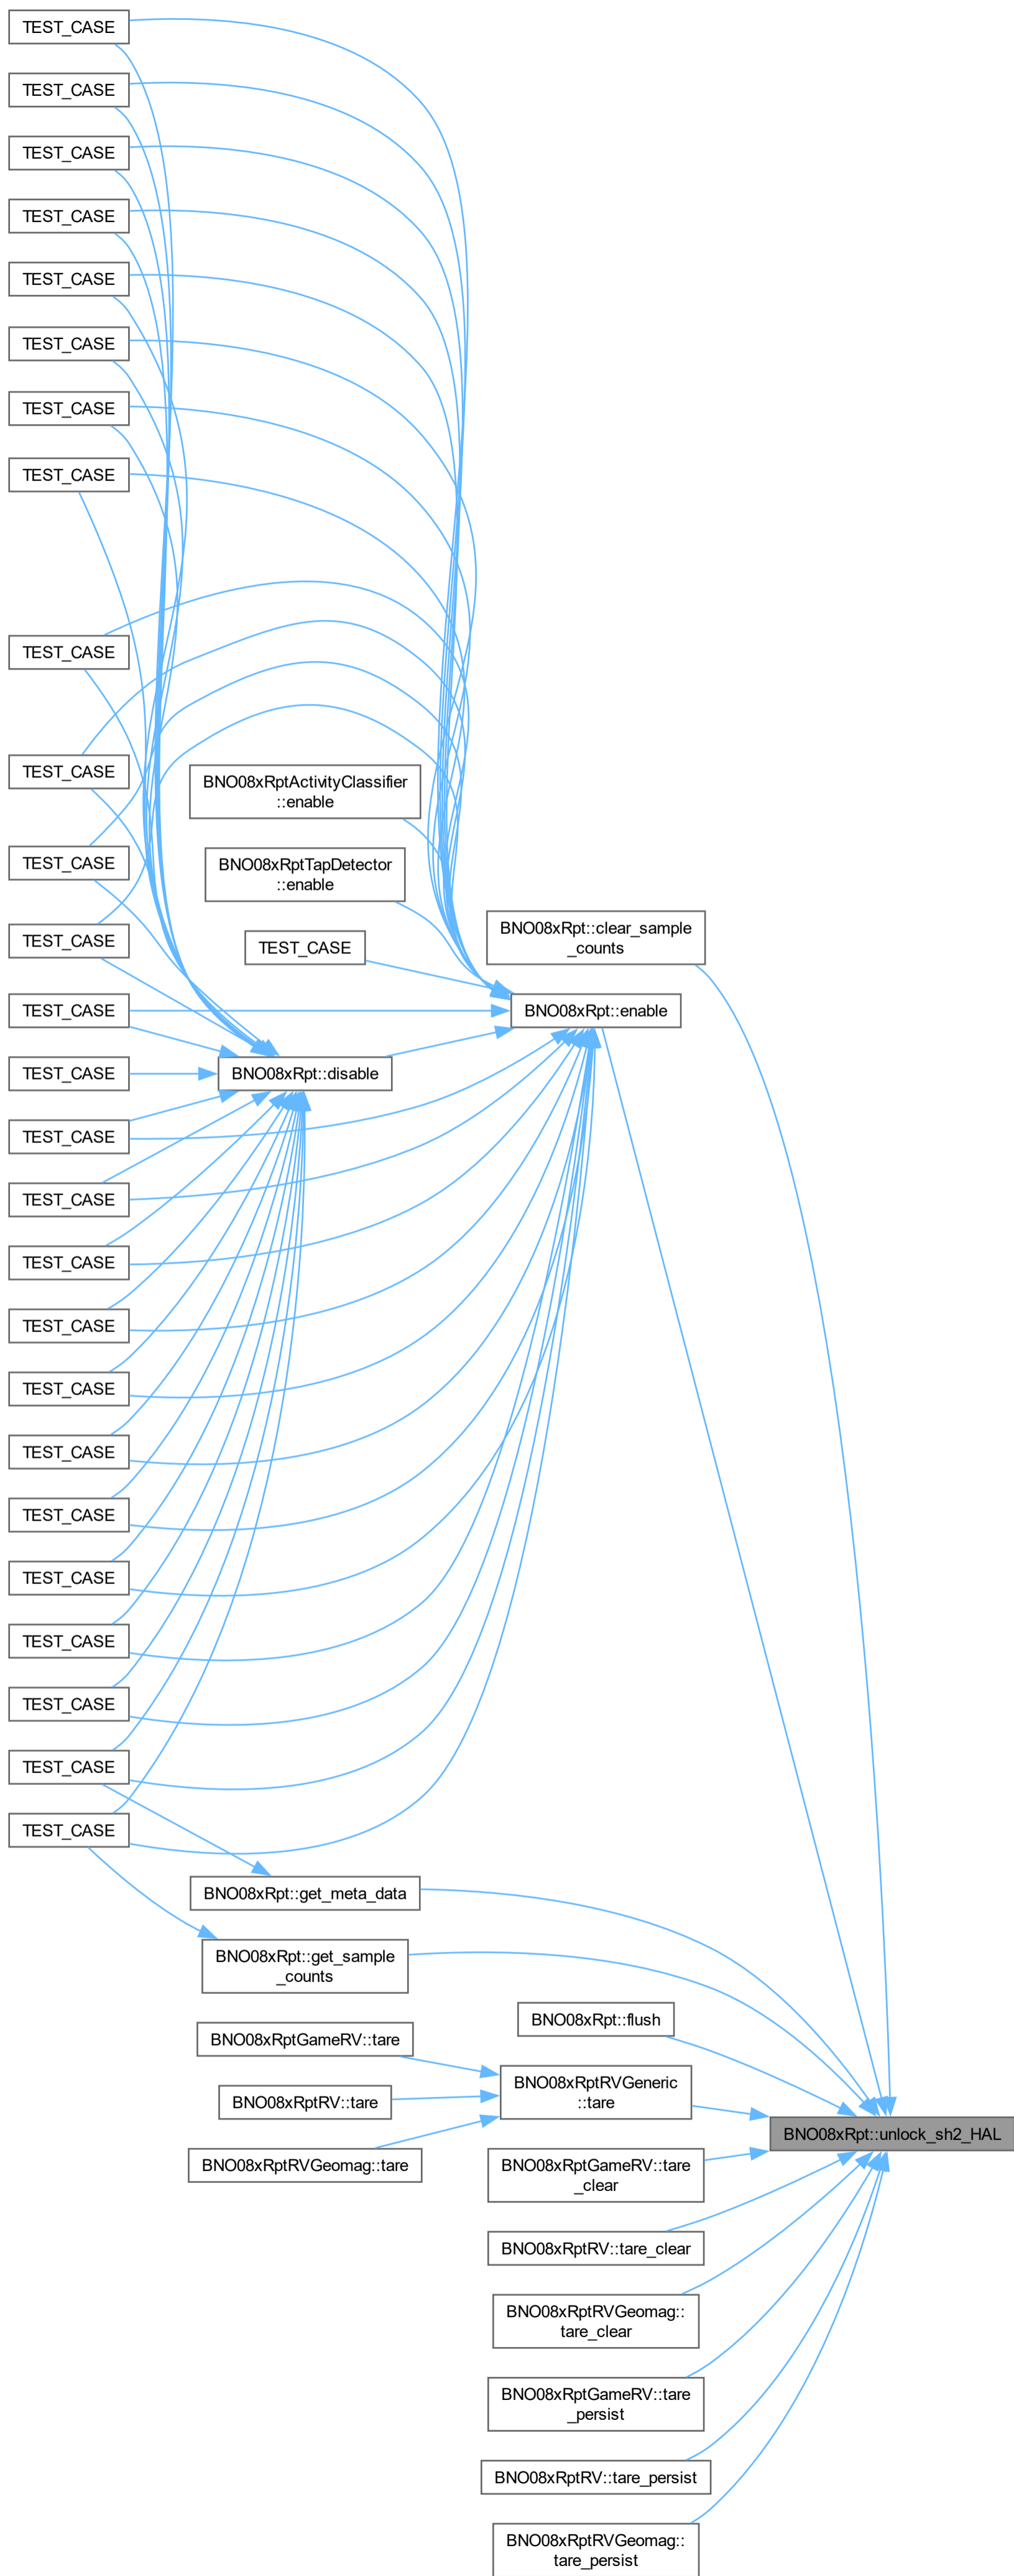 TEST_CASE
TEST_CASE
TEST_CASE
TEST_CASE
TEST_CASE
TEST_CASE
TEST_CASE
TEST_CASE
TEST_CASE
TEST_CASE
BNO08xRptActivityClassifier
::enable
TEST_CASE
BNO08xRptTapDetector
::enable
TEST_CASE
TEST_CASE
BNO08xRpt::clear_sample
_counts
TEST_CASE
BNO08xRpt::enable
TEST_CASE
BNO08xRpt::disable
TEST_CASE
TEST_CASE
TEST_CASE
TEST_CASE
TEST_CASE
TEST_CASE
TEST_CASE
TEST_CASE
TEST_CASE
TEST_CASE
TEST_CASE
TEST_CASE
BNO08xRpt::get_meta_data
BNO08xRpt::get_sample
_counts
BNO08xRpt::flush
BNO08xRptGameRV::tare
BNO08xRptRV::tare
BNO08xRptRVGeneric
::tare
BNO08xRptRVGeomag::tare
BNO08xRpt::unlock_sh2_HAL
BNO08xRptGameRV::tare
_clear
BNO08xRptRV::tare_clear
BNO08xRptRVGeomag::
tare_clear
BNO08xRptGameRV::tare
_persist
BNO08xRptRV::tare_persist
BNO08xRptRVGeomag::
tare_persist